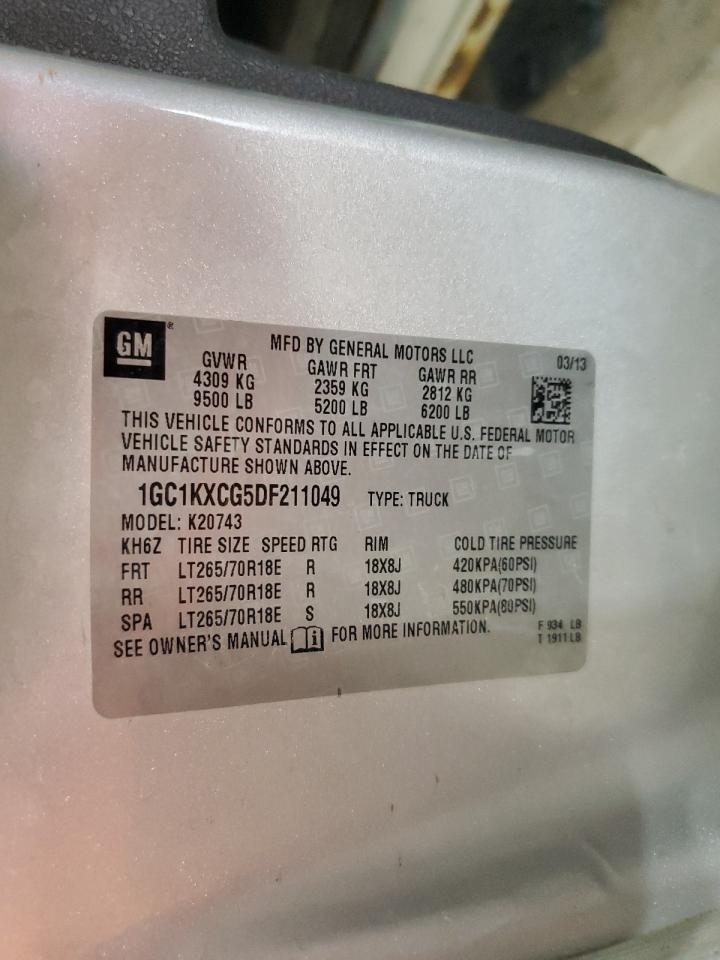 GM ®
MFD BY GENERAL MOTORS LLC 03/13
GVWR GAWR FRT GAWR RR
4309 KG 2359 KG 2812 KG
9500 LB 5200 LB 6200 LB
THIS VEHICLE CONFORMS TO ALL APPLICABLE U.S. FEDERAL MOTOR
VEHICLE SAFETY STANDARDS IN EFFECT ON THE DATE OF
MANUFACTURE SHOWN ABOVE.
1GC1KXCG5DF211049 TYPE: TRUCK
MODEL: K20743
KH6Z TIRE SIZE SPEED RTG RIM COLD TIRE PRESSURE
FRT LT265/70R18E R 18X8J 420KPA(60PSI)
RR LT265/70R18E R 18X8J 480KPA(70PSI)
SPA LT265/70R18E S 18X8J 550KPA(80PSI)
SEE OWNER'S MANUAL i FOR MORE INFORMATION.
F 934 LB
T 1911 LB